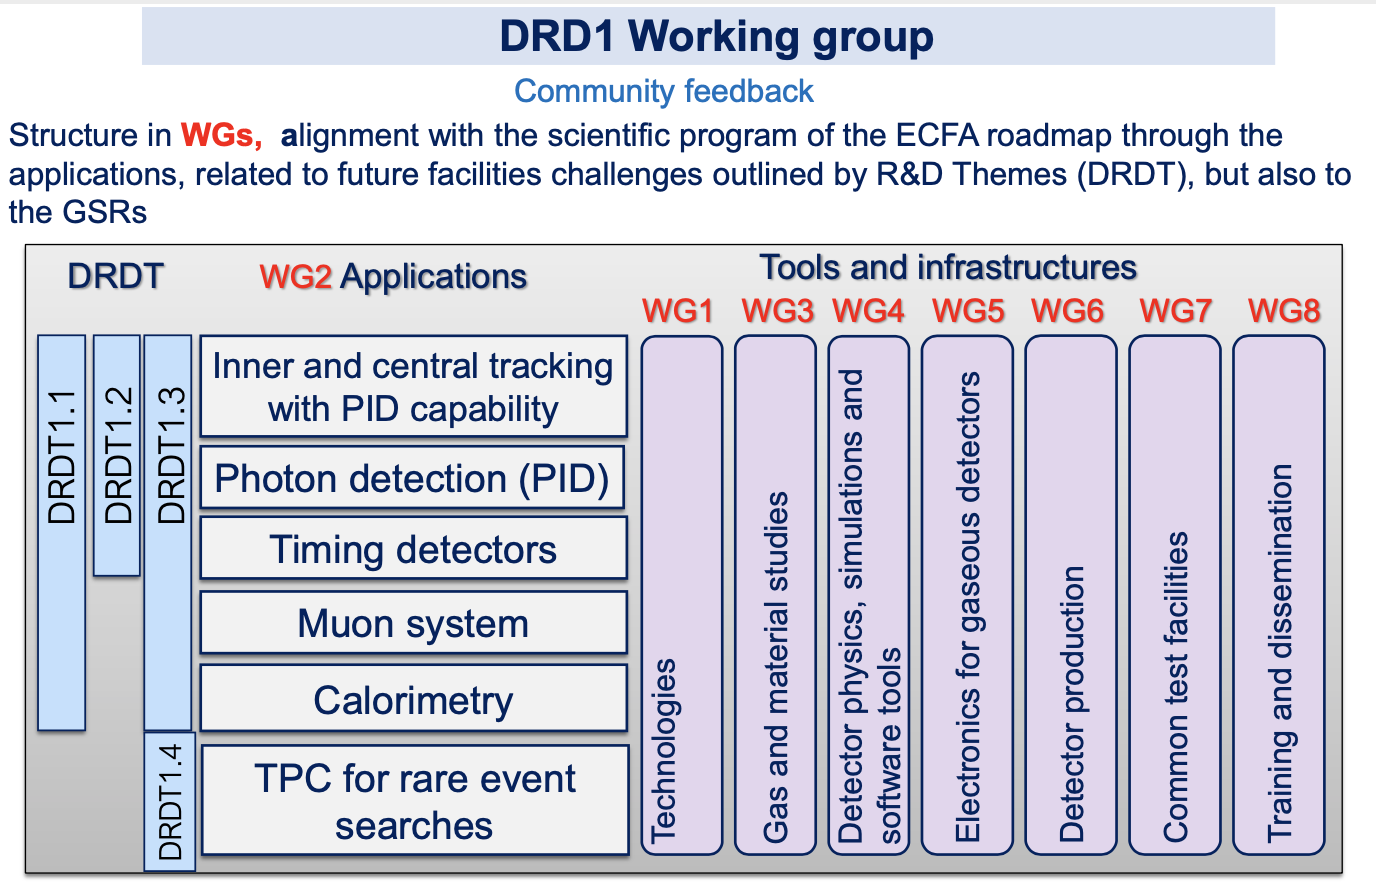 DRD1 Working group
Community feedback
Structure in WGs, alignment with the scientific program of the ECFA roadmap through the
applications, related to future facilities challenges outlined by R&D Themes (DRDT), but also to
the GSRs
DRDT
WG2 Applications
Tools and infrastructures
WG1 WG3 WG4 WG5 WG6 WG7 WG8
DRDT1.1
DRDT1.2
DRDT1.3
DRDT1.4
Inner and central tracking
with PID capability
Photon detection (PID)
Timing detectors
Muon system
Calorimetry
TPC for rare event
searches
Technologies
Gas and material studies
Detector physics, simulations and
software tools
Electronics for gaseous detectors
Detector production
Common test facilities
Training and dissemination